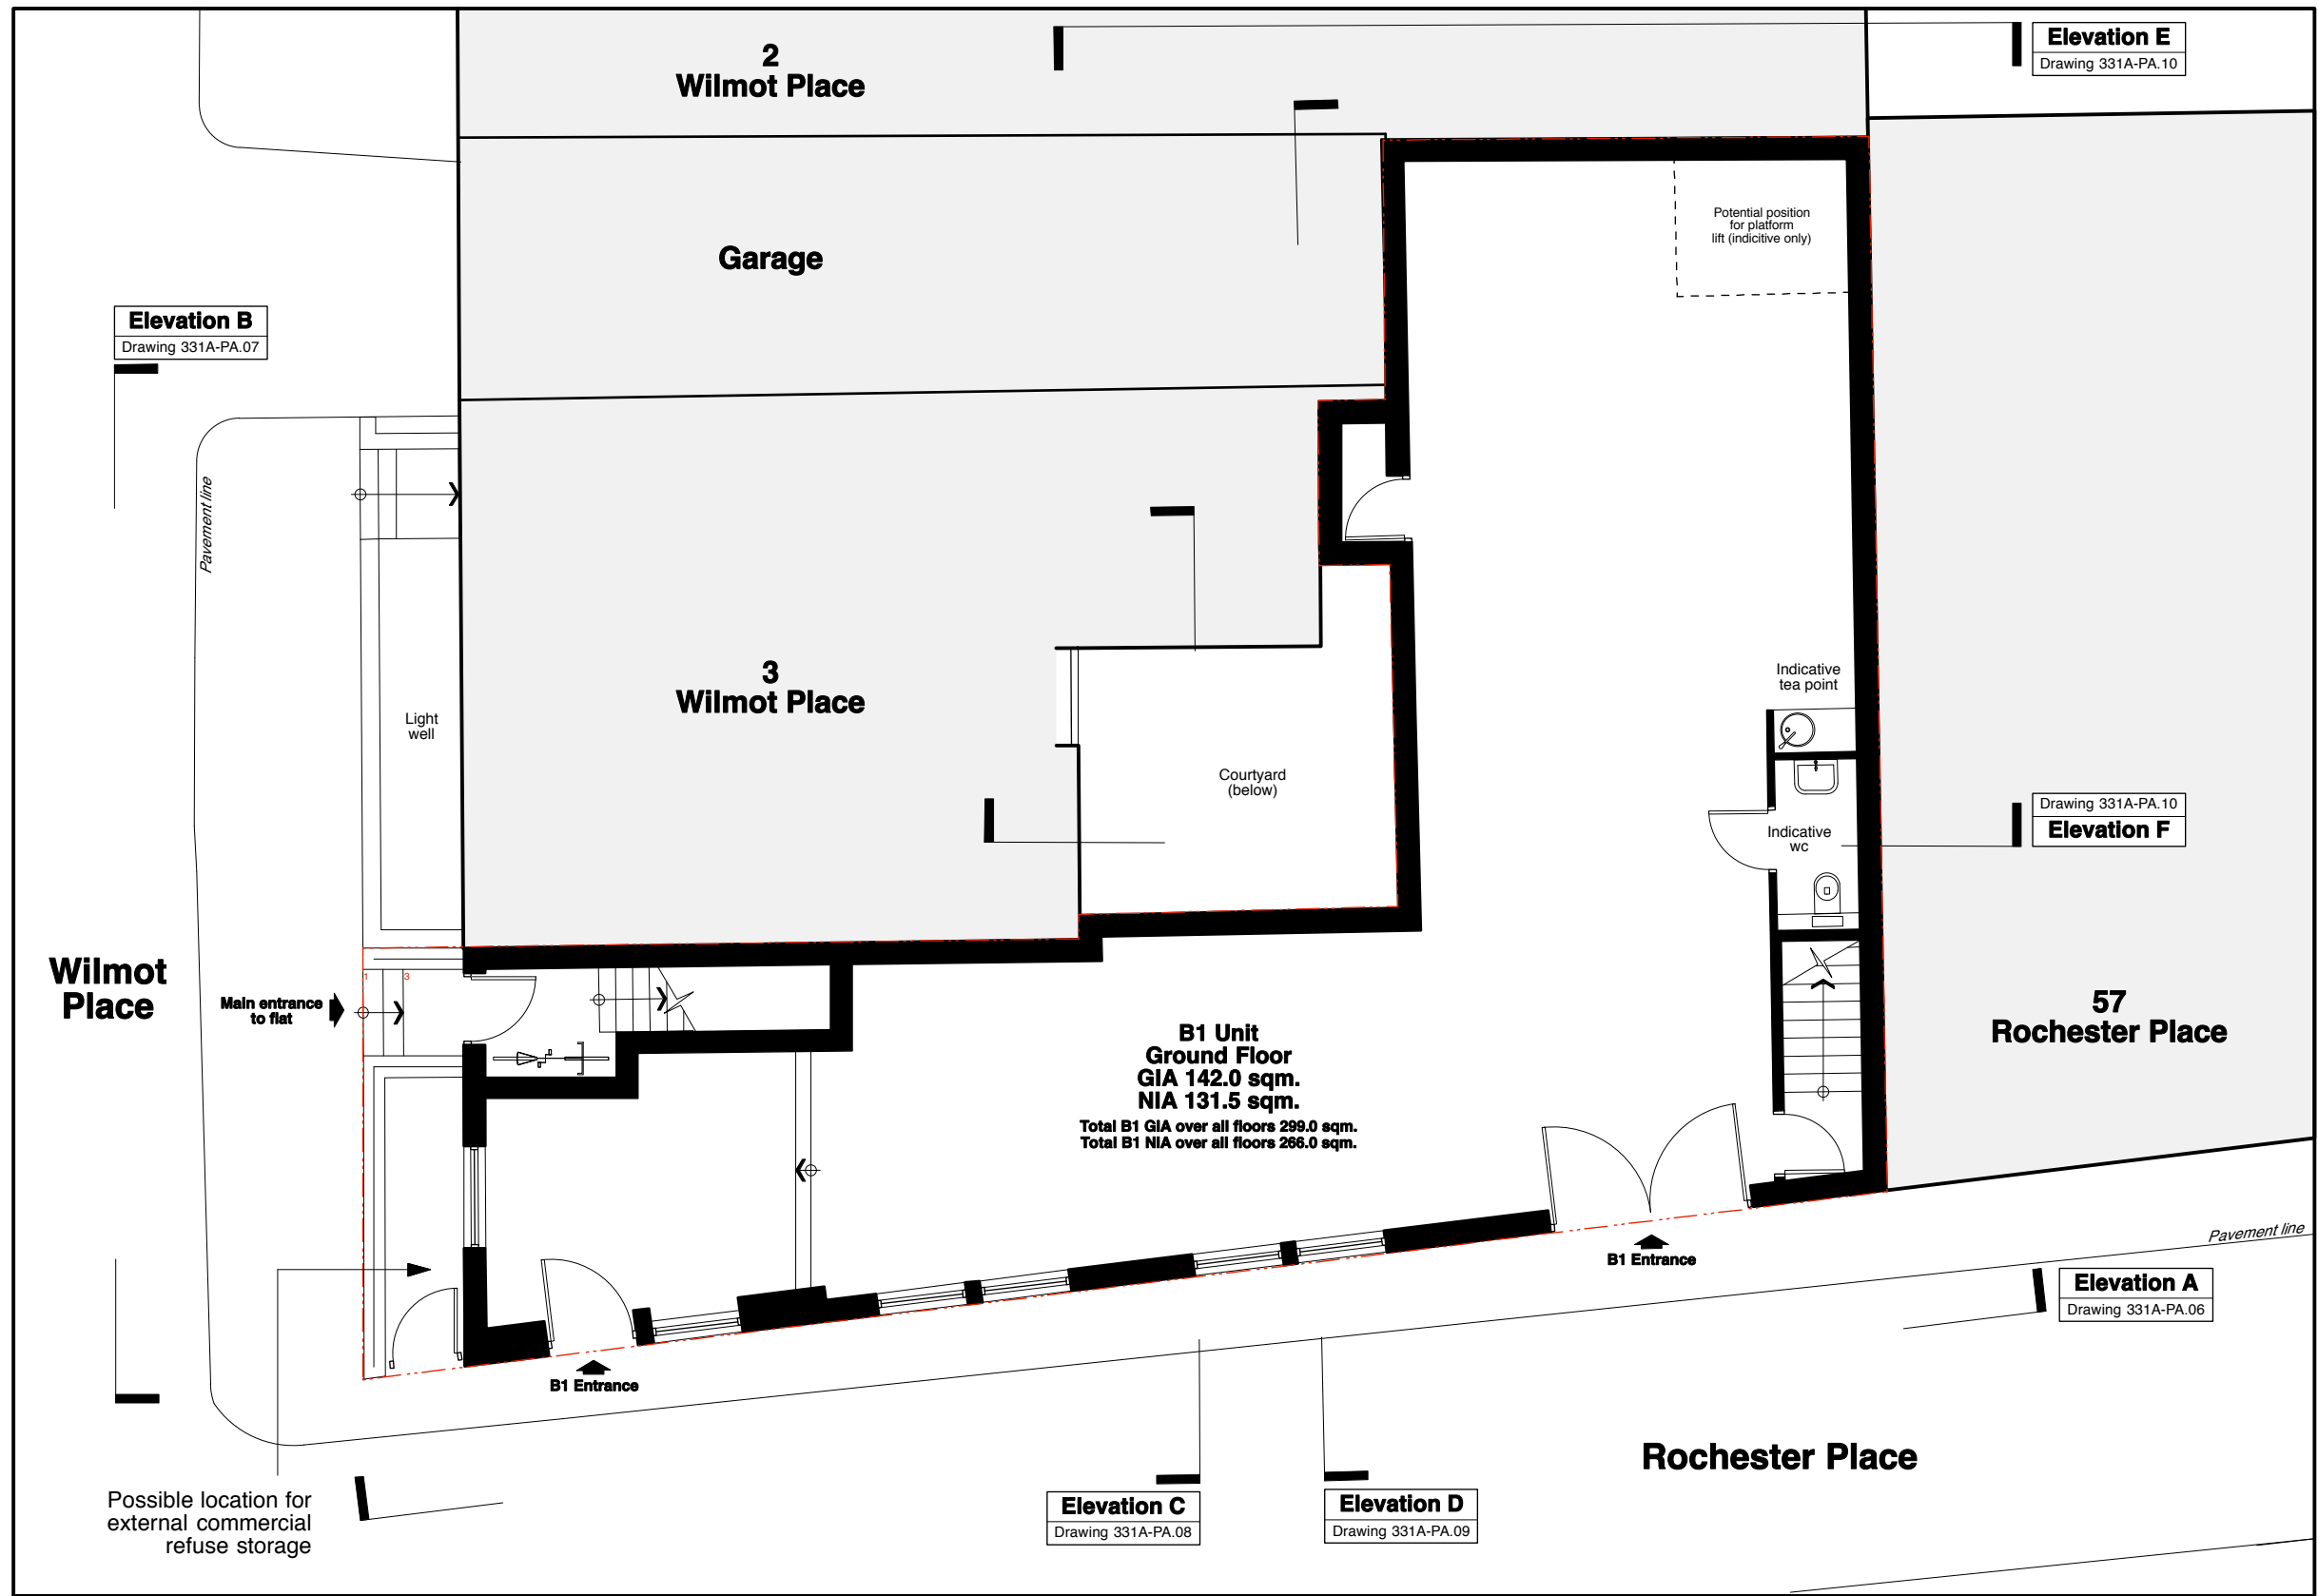 2
Wilmot Place
Elevation E
Drawing 331A-PA.10
Potential position
for platform
lift (indicitive only)
Garage
Elevation B
Drawing 331A-PA.07
Pavement line
3
Wilmot Place
Light
well
Indicative
tea point
Courtyard
(below)
Drawing 331A-PA.10
Elevation F
Indicative
wc
Wilmot
Place
Main entrance
to flat
1 3
57
Rochester Place
B1 Unit
Ground Floor
GIA 142.0 sqm.
NIA 131.5 sqm.
Total B1 GIA over all floors 299.0 sqm.
Total B1 NIA over all floors 266.0 sqm.
Pavement line
B1 Entrance
Elevation A
Drawing 331A-PA.06
B1 Entrance
Rochester Place
Possible location for
external commercial
refuse storage
Elevation C
Drawing 331A-PA.08
Elevation D
Drawing 331A-PA.09